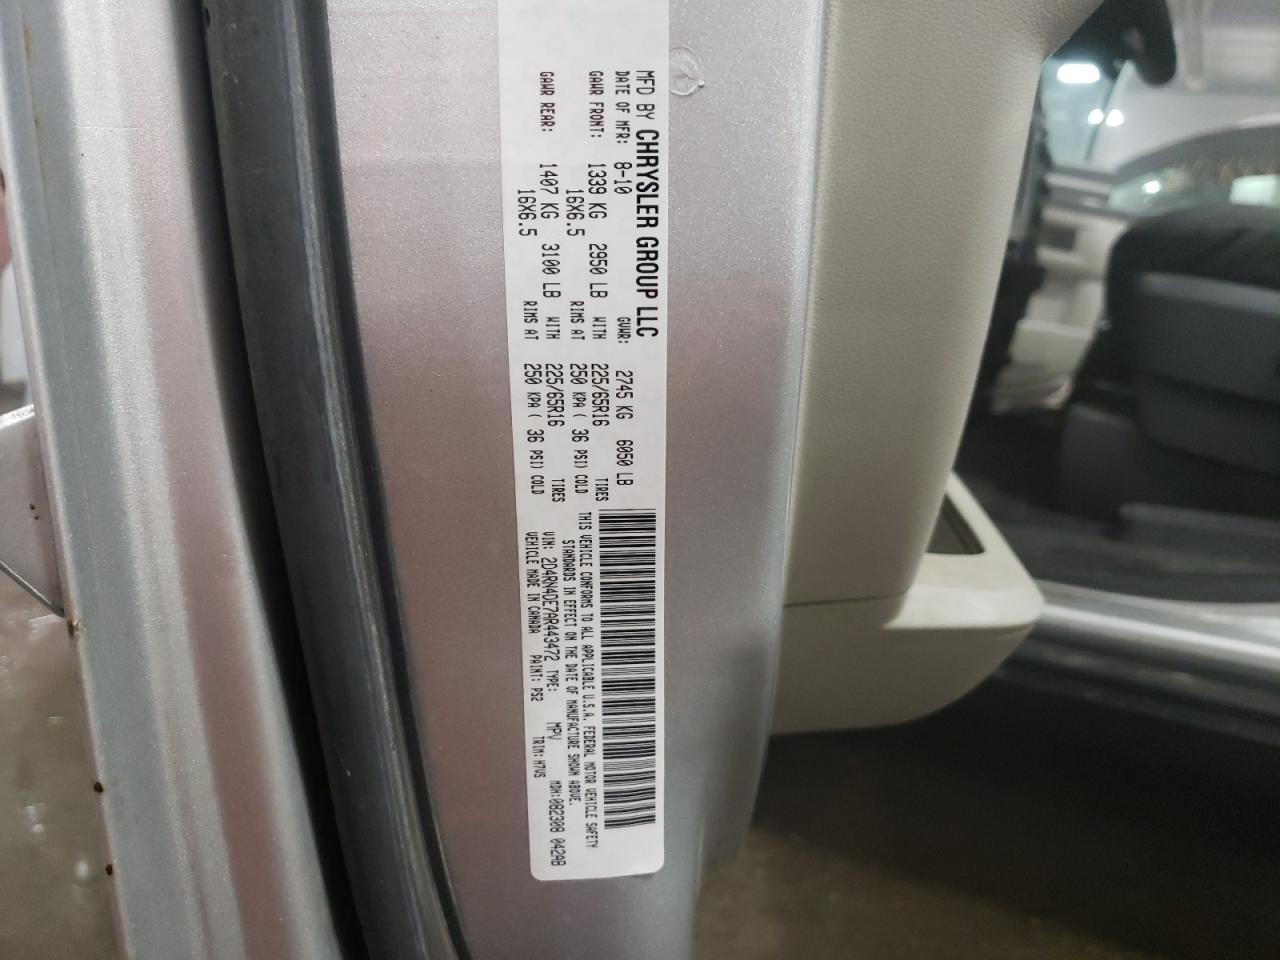 MFD BY CHRYSLER GROUP LLC
DATE OF MFR: 8-10 GVWR: 2745 KG 6050 LB
GAWR FRONT: 1339 KG 2950 LB WITH 225/65R16 TIRES
16X6.5 RIMS AT 250 KPA ( 36 PSI) COLD
GAWR REAR: 1407 KG 3100 LB WITH 225/65R16 TIRES
16X6.5 RIMS AT 250 KPA ( 36 PSI) COLD
THIS VEHICLE CONFORMS TO ALL APPLICABLE U.S.A. FEDERAL MOTOR VEHICLE SAFETY
STANDARDS IN EFFECT ON THE DATE OF MANUFACTURE SHOWN ABOVE.
VIN: 2D4RN4DE7AR443472 TYPE: MPV MDH:082308 042AB
VEHICLE MADE IN CANADA PAINT: PS2 TRIM: H7VS